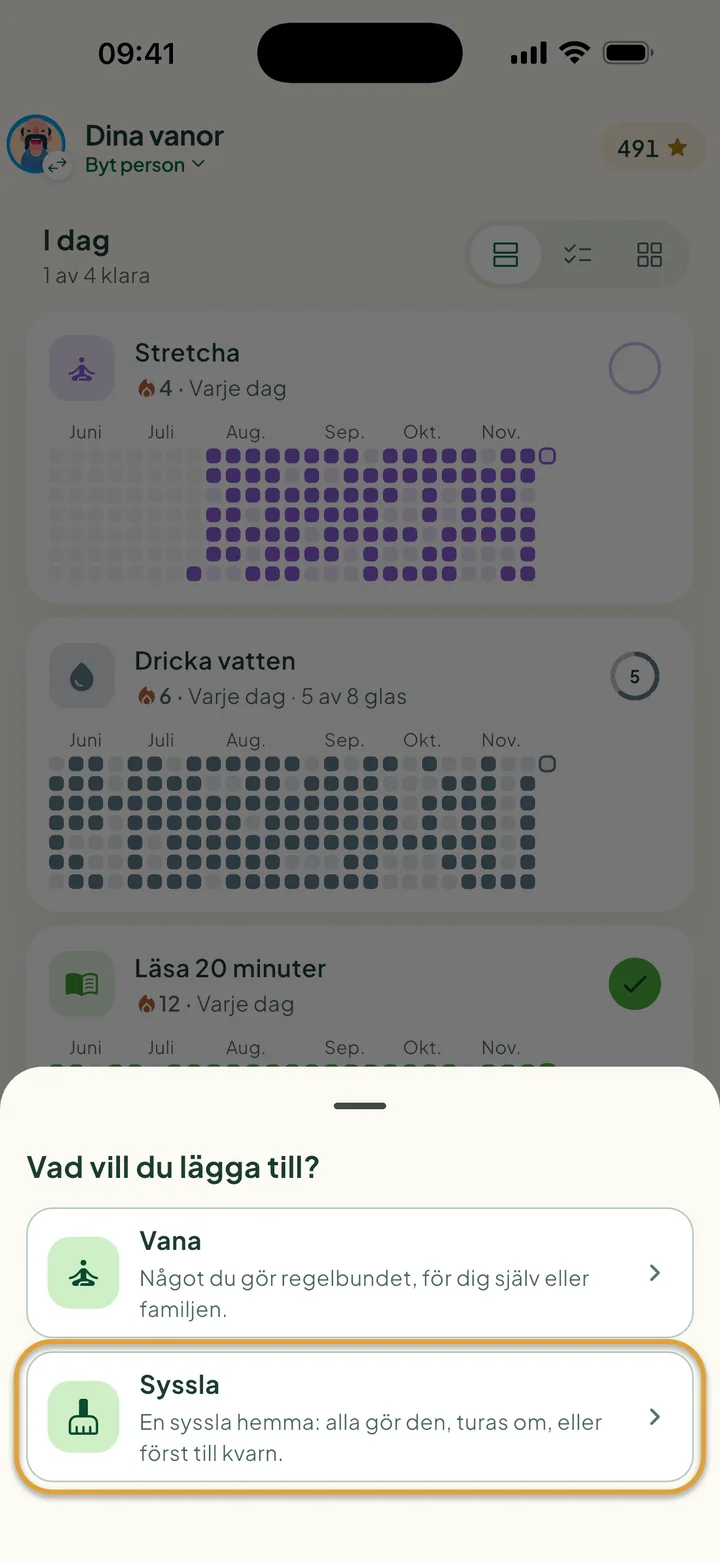 09:41
Dina vanor
Byt person
491
I dag
1 av 4 klara
Stretcha
4 · Varje dag
Juni Juli Aug. Sep. Okt. Nov.
Dricka vatten
6 · Varje dag · 5 av 8 glas
5
Juni Juli Aug. Sep. Okt. Nov.
Läsa 20 minuter
12 · Varje dag
Juni Juli Aug. Sep. Okt. Nov.
Vad vill du lägga till?
Vana
Något du gör regelbundet, för dig själv eller
familjen.
Syssla
En syssla hemma: alla gör den, turas om, eller
först till kvarn.